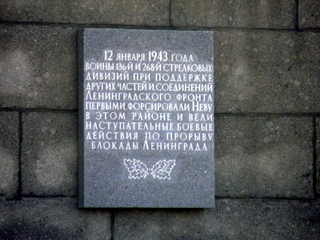 12 ЯНВАРЯ 1943 ГОДА
ВОИНЫ 136-Й И 268-Й СТРЕЛКОВЫХ
ДИВИЗИЙ ПРИ ПОДДЕРЖКЕ
ДРУГИХ ЧАСТЕЙ И СОЕДИНЕНИЙ
ЛЕНИНГРАДСКОГО ФРОНТА
ПЕРВЫМИ ФОРСИРОВАЛИ НЕВУ
В ЭТОМ РАЙОНЕ И ВЕЛИ
НАСТУПАТЕЛЬНЫЕ БОЕВЫЕ
ДЕЙСТВИЯ ПО ПРОРЫВУ
БЛОКАДЫ ЛЕНИНГРАДА